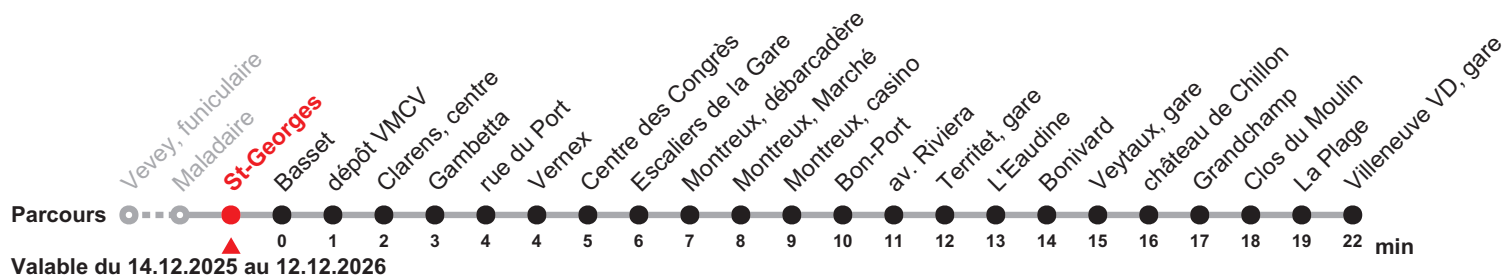 Vevey, funiculaire
Maladaire
St-Georges
Basset
dépôt VMCV
Clarens, centre
Gambetta
rue du Port
Vernex
Centre des Congrès
Escaliers de la Gare
Montreux, débarcadère
Montreux, Marché
Montreux, casino
Bon-Port
av. Riviera
Territet, gare
L'Eaudine
Bonivard
Veytaux, gare
château de Chillon
Grandchamp
Clos du Moulin
La Plage
Villeneuve VD, gare
Parcours
0 1 2 3 4 4 5 6 7 8 9 10 11 12 13 14 15 16 17 18 19 22 min
Valable du 14.12.2025 au 12.12.2026